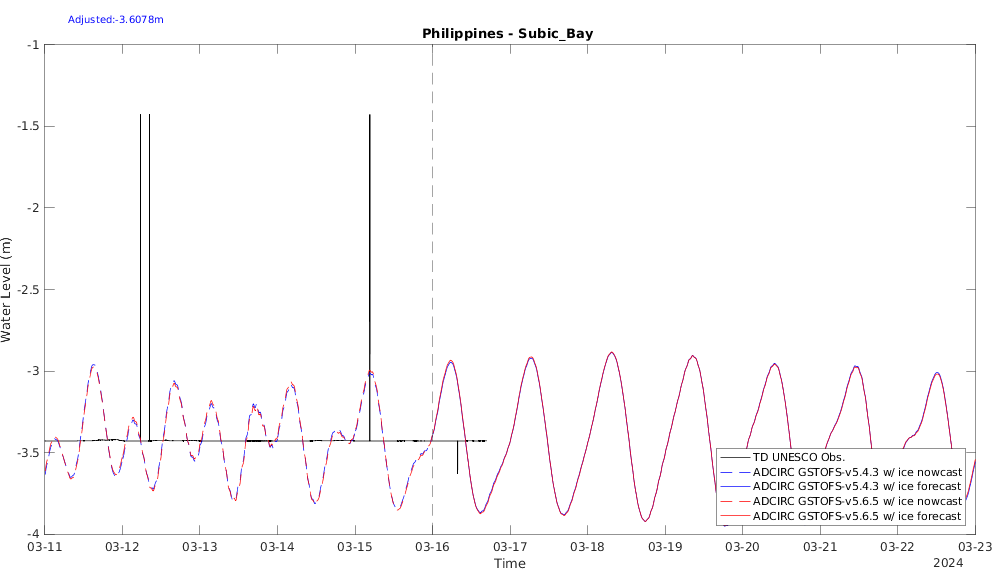 Adjusted:-3.6078m
Philippines - Subic_Bay
-1
-1.5
-2
-2.5
-3
-3.5
-4
Water Level (m)
TD UNESCO Obs.
ADCIRC GSTOFS-v5.4.3 w/ ice nowcast
ADCIRC GSTOFS-v5.4.3 w/ ice forecast
ADCIRC GSTOFS-v5.6.5 w/ ice nowcast
ADCIRC GSTOFS-v5.6.5 w/ ice forecast
03-11 03-12 03-13 03-14 03-15 03-16 03-17 03-18 03-19 03-20 03-21 03-22 03-23
Time
2024